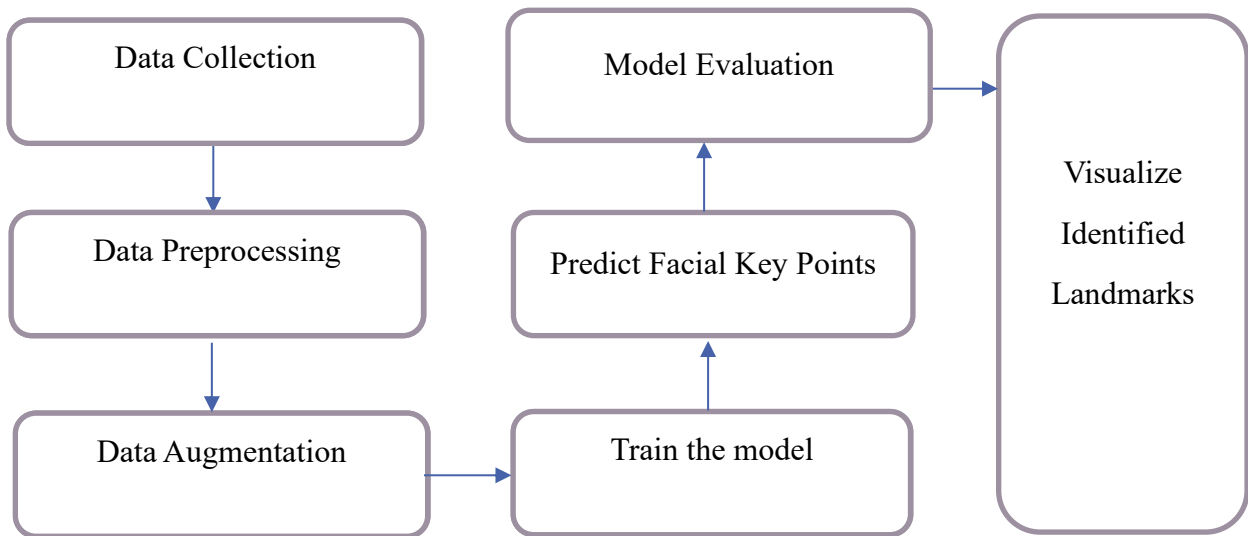 Data Collection
Data Preprocessing
Data Augmentation
Train the model
Predict Facial Key Points
Model Evaluation
Visualize
Identified
Landmarks